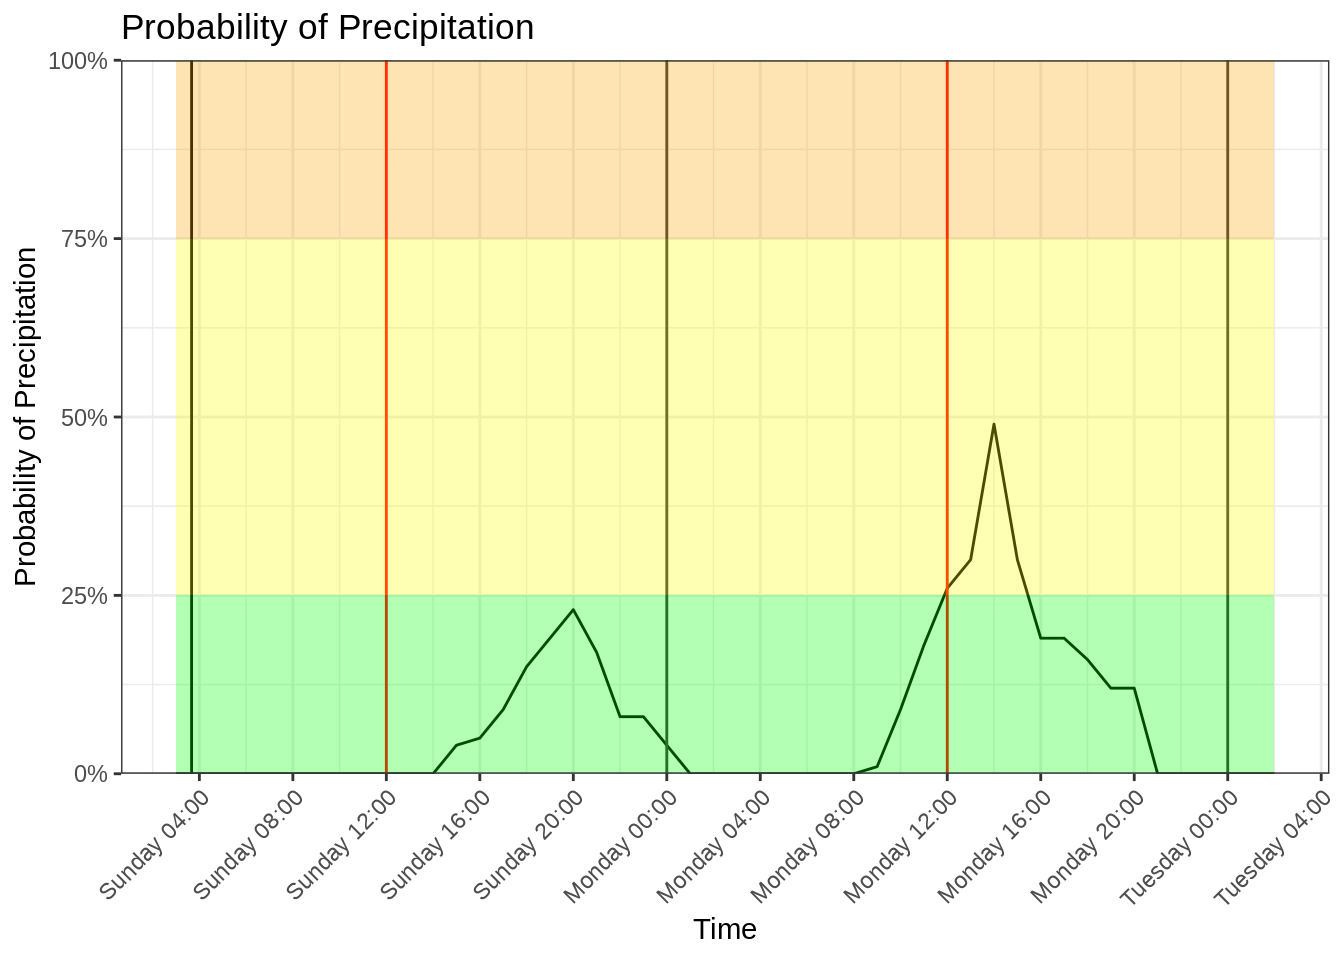 Probability of Precipitation
Probability of Precipitation
100%
75%
50%
25%
0%
Sunday 04:00
Sunday 08:00
Sunday 12:00
Sunday 16:00
Sunday 20:00
Monday 00:00
Monday 04:00
Monday 08:00
Monday 12:00
Monday 16:00
Monday 20:00
Tuesday 00:00
Tuesday 04:00
Time